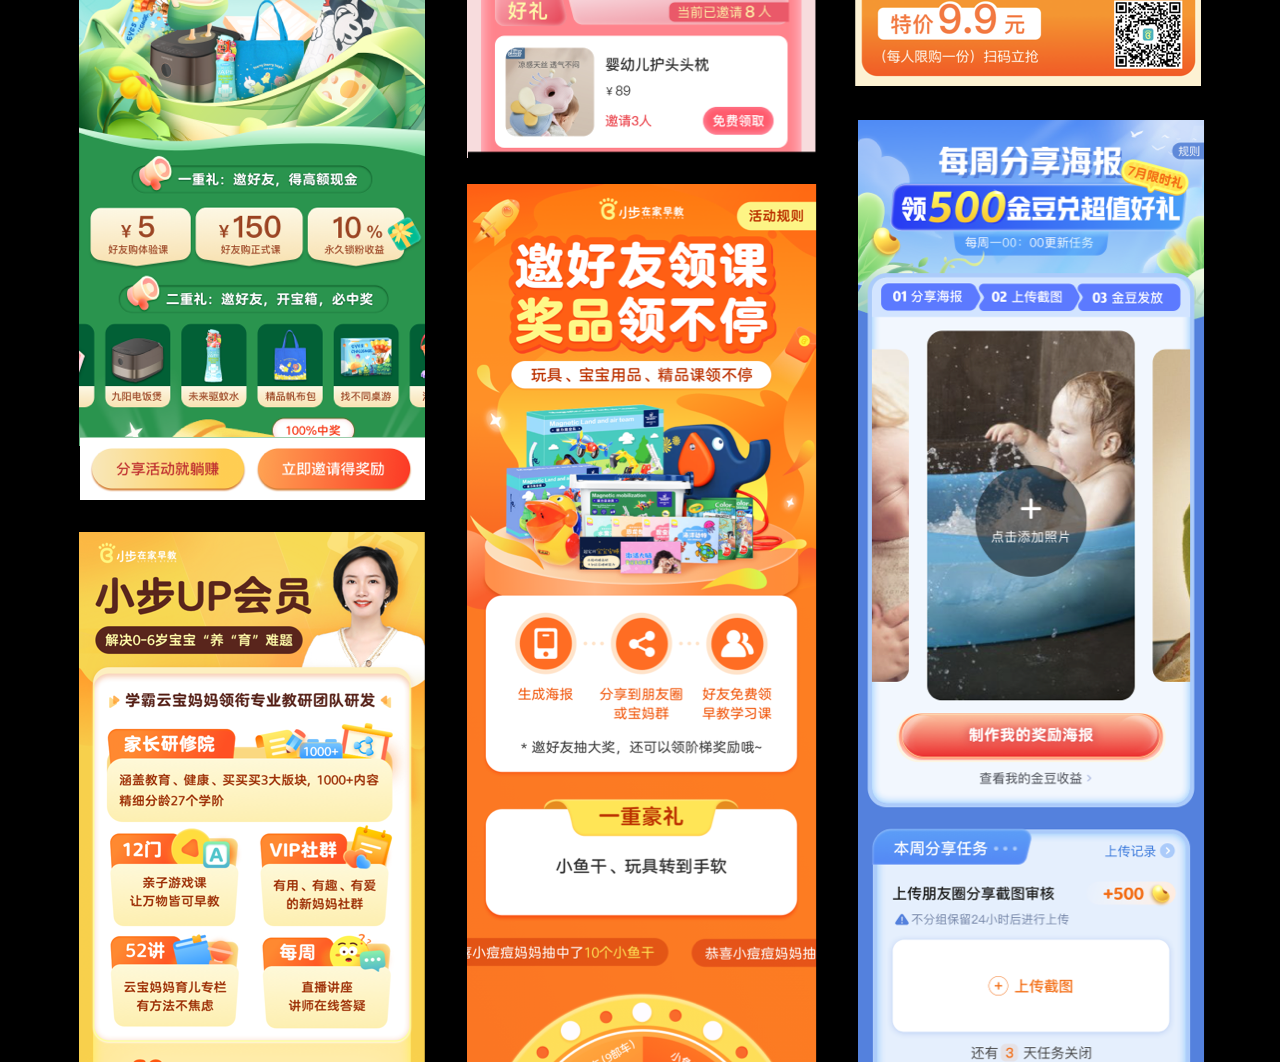 一重礼：邀好友，得高额现金
¥ 5
好友购体验课
¥150
好友购正式课
10 %
永久锁粉收益
二重礼：邀好友，开宝箱，必中奖
九阳电饭煲
未来驱蚊水
精品帆布包
找不同桌游
100%中奖
分享活动就躺赚
立即邀请得奖励
小步在家早教
小步UP会员
解决0-6岁宝宝“养“育”难题
学霸云宝妈妈领衔专业教研团队研发
家长研修院
1000+
涵盖教育、健康、买买买3大版块，1000+内容
精细分龄27个学阶
12门
A
亲子游戏课
让万物皆可早教
VIP社群
有用、有趣、有爱
的新妈妈社群
52讲
云宝妈妈育儿专栏
有方法不焦虑
每周
直播讲座
讲师在线答疑
好礼
当前已邀请 8 人
凉感天丝 透气不闷
婴幼儿护头头枕
¥ 89
邀请3人
免费领取
小步在家早教
活动规则
邀好友领课
奖品领不停
玩具、宝宝用品、精品课领不停
Magnetic Land and air team
Magnetic mobilization
生成海报
分享到朋友圈
或宝妈群
好友免费领
早教学习课
* 邀好友抽大奖，还可以领阶梯奖励哦~
一重豪礼
小鱼干、玩具转到手软
小痘痘妈妈抽中了10个小鱼干
恭喜小痘痘妈妈抽
特价9.9元
（每人限购一份）扫码立抢
规则
每周分享海报
7月限时礼
领500金豆兑超值好礼
每周一00：00更新任务
01 分享海报
02 上传截图
03 金豆发放
点击添加照片
制作我的奖励海报
查看我的金豆收益 >
本周分享任务
上传记录
上传朋友圈分享截图审核
+500
不分组保留24小时后进行上传
上传截图
还有 3 天任务关闭